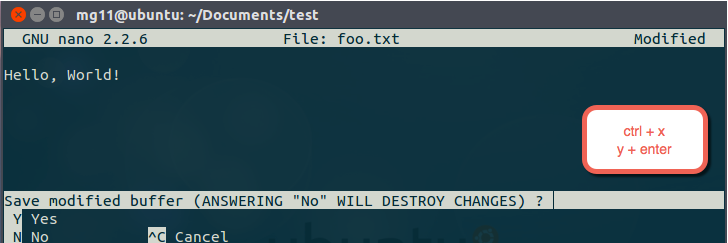 mg11@ubuntu: ~/Documents/test
GNU nano 2.2.6 File: foo.txt Modified
Hello, World!
ctrl + x
y + enter
Save modified buffer (ANSWERING "No" WILL DESTROY CHANGES) ?
Y Yes
N No ^C Cancel
ubuntu